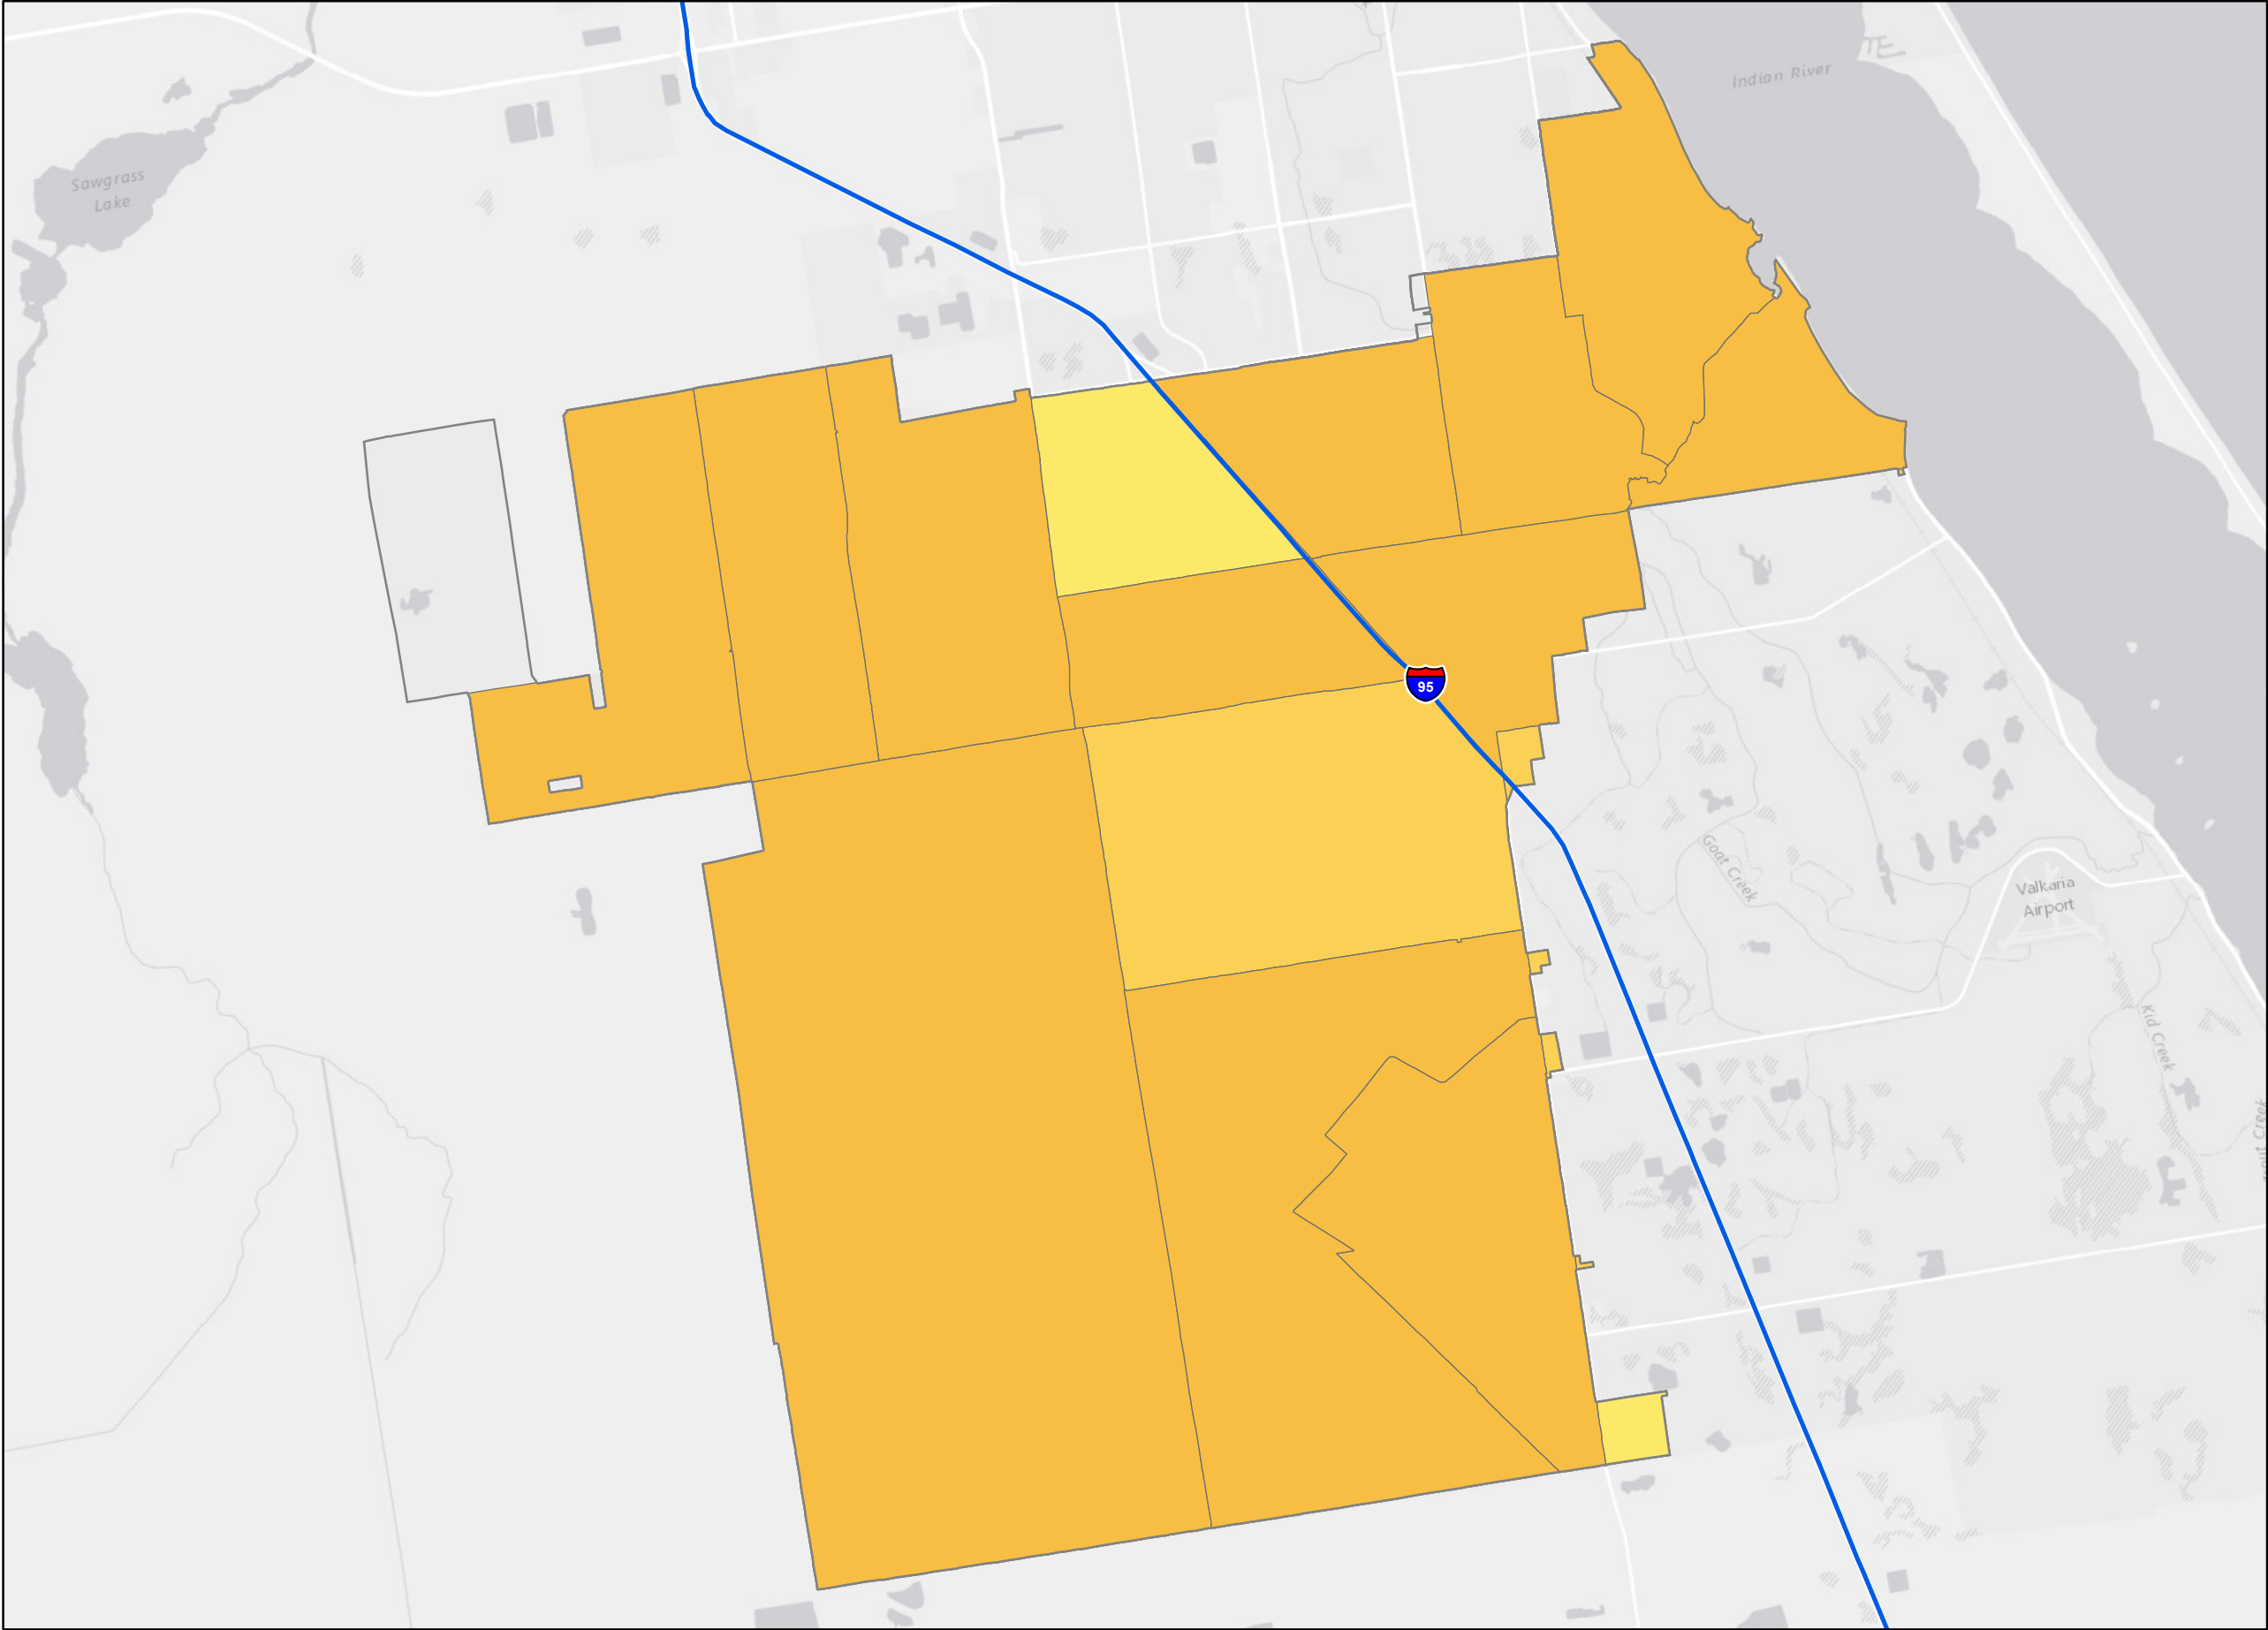 Indian River
Sawgrass
Lake
95
Goat Creek
Valkaria
Airport
Kid Creek